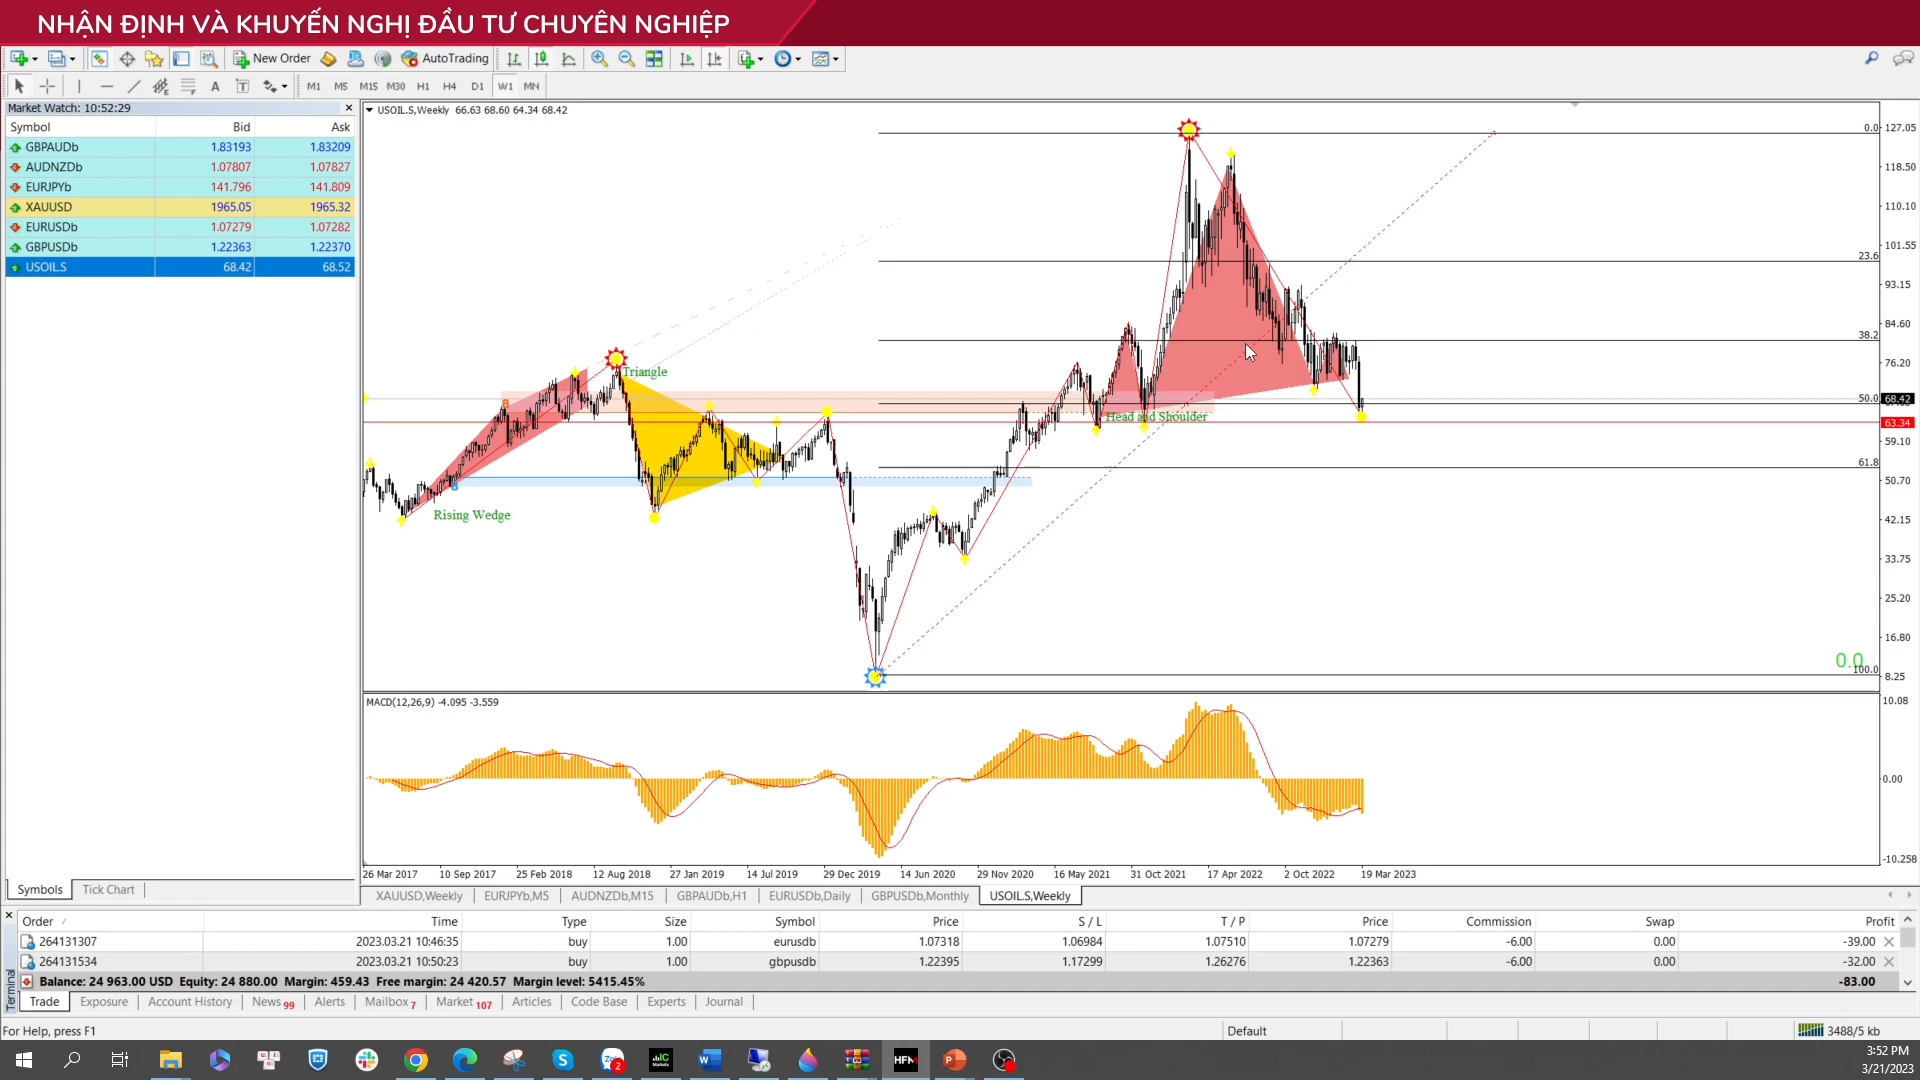 NHẬN ĐỊNH VÀ KHUYẾN NGHỊ ĐẦU TƯ CHUYÊN NGHIỆP
New Order AutoTrading
A T M1 M5 M15 M30 H1 H4 D1 W1 MN
Market Watch: 10:52:29
Symbol Bid Ask
GBPAUDb 1.83193 1.83209
AUDNZDb 1.07807 1.07827
EURJPYb 141.796 141.809
XAUUSD 1965.05 1965.32
EURUSDb 1.07279 1.07282
GBPUSDb 1.22363 1.22370
USOIL.S 68.42 68.52
Symbols Tick Chart
USOIL.S,Weekly 66.63 68.60 64.34 68.42
0.0 127.05
118.50
110.10
101.55
23.6
93.15
84.60
38.2
76.20
50.0 68.42
63.34
59.10
61.8
50.70
42.15
33.75
25.20
16.80
0.0
100.0
8.25
Triangle
8
Head and Shoulder
8
Rising Wedge
MACD(12,26,9) -4.095 -3.559
10.08
0.00
-10.258
26 Mar 2017 10 Sep 2017 25 Feb 2018 12 Aug 2018 27 Jan 2019 14 Jul 2019 29 Dec 2019 14 Jun 2020 29 Nov 2020 16 May 2021 31 Oct 2021 17 Apr 2022 2 Oct 2022 19 Mar 2023
XAUUSD,Weekly EURJPYb,M5 AUDNZDb,M15 GBPAUDb,H1 EURUSDb,Daily GBPUSDb,Monthly USOIL.S,Weekly
Order Time Type Size Symbol Price S / L T / P Price Commission Swap Profit
264131307 2023.03.21 10:46:35 buy 1.00 eurusdb 1.07318 1.06984 1.07510 1.07279 -6.00 0.00 -39.00
264131534 2023.03.21 10:50:23 buy 1.00 gbpusdb 1.22395 1.17299 1.26276 1.22363 -6.00 0.00 -32.00
Balance: 24 963.00 USD Equity: 24 880.00 Margin: 459.43 Free margin: 24 420.57 Margin level: 5415.45% -83.00
Terminal
Trade Exposure Account History News 99 Alerts Mailbox 7 Market 107 Articles Code Base Experts Journal
For Help, press F1 Default 3488/5 kb
3:52 PM
3/21/2023